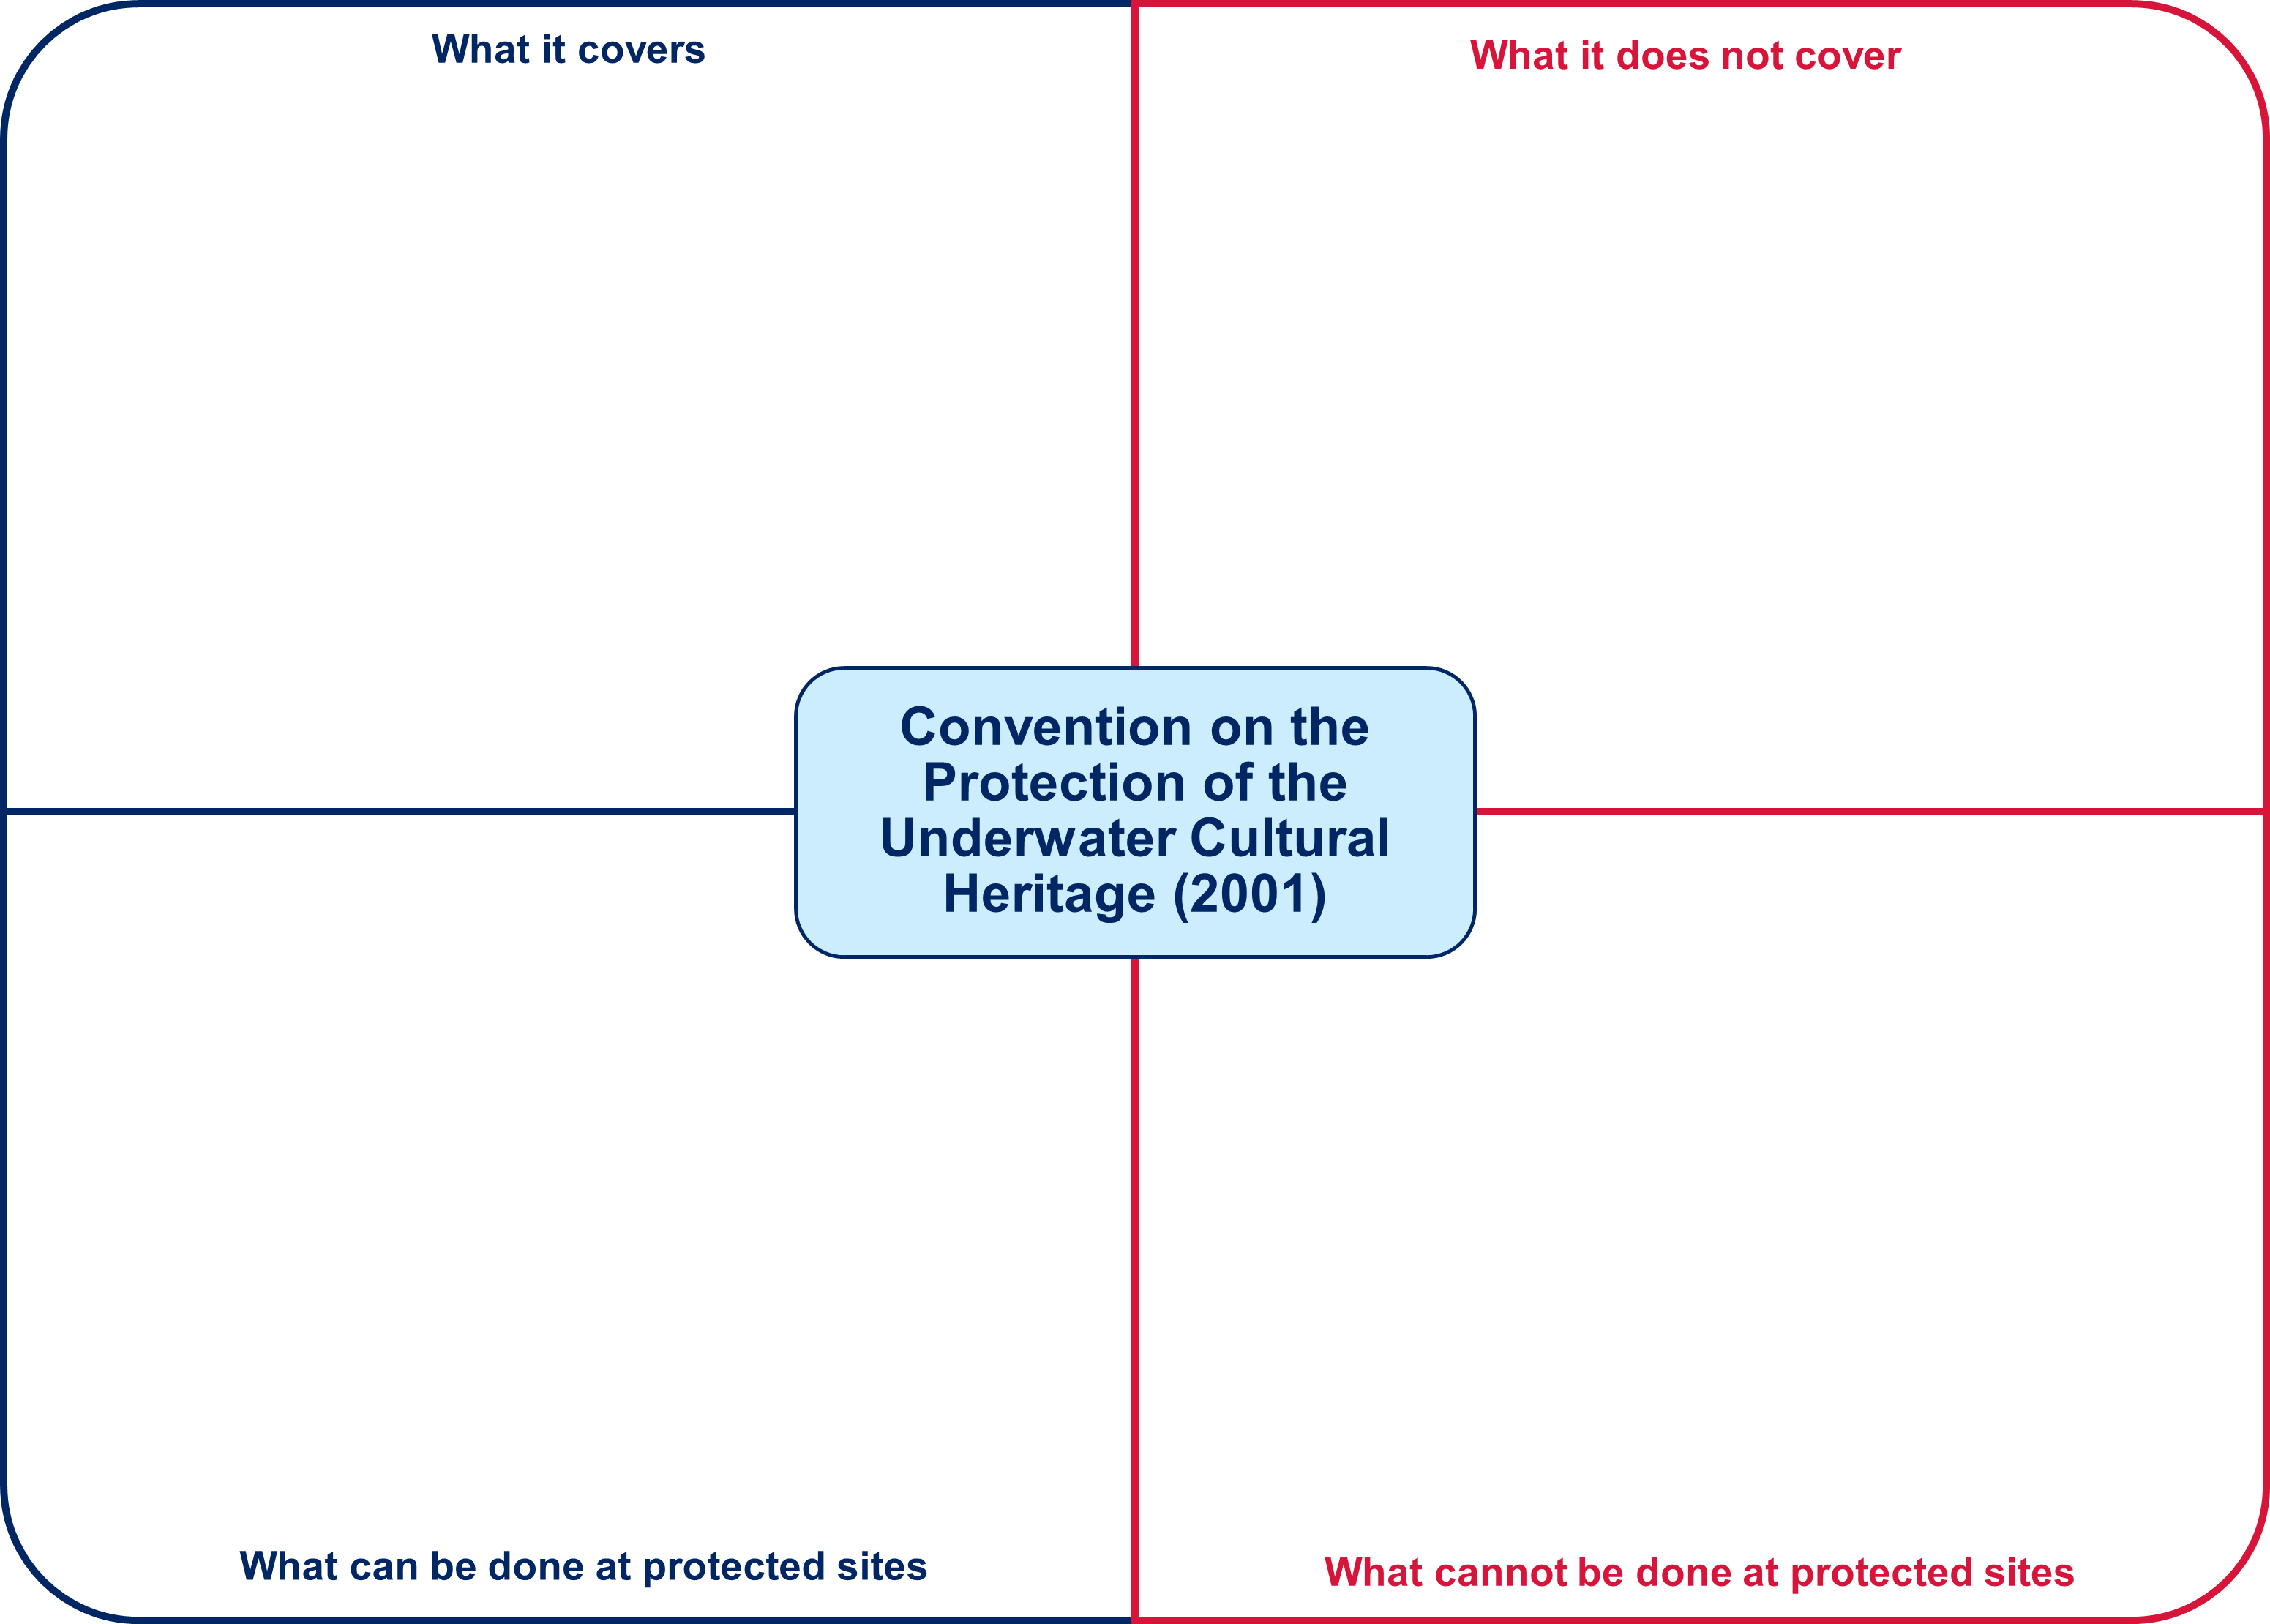 What it covers
What it does not cover
Convention on the
Protection of the
Underwater Cultural
Heritage (2001)
What can be done at protected sites
What cannot be done at protected sites